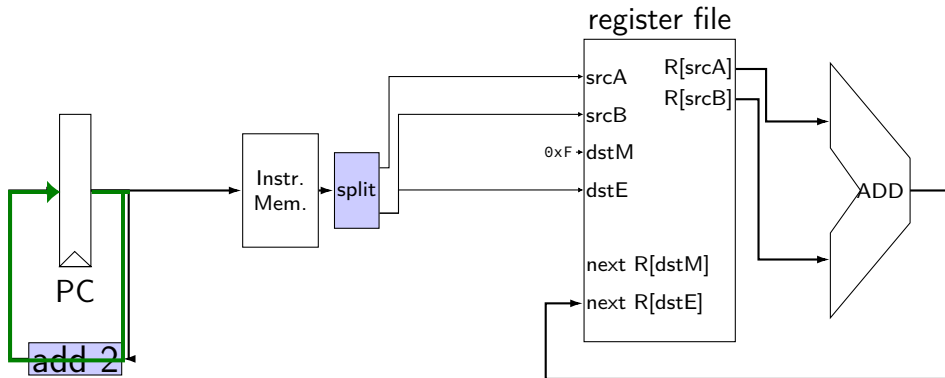 register file
srcA
R[srcA]
srcB
R[srcB]
0xF
dstM
dstE
next R[dstM]
next R[dstE]
Instr.
Mem.
split
ADD
PC
add 2